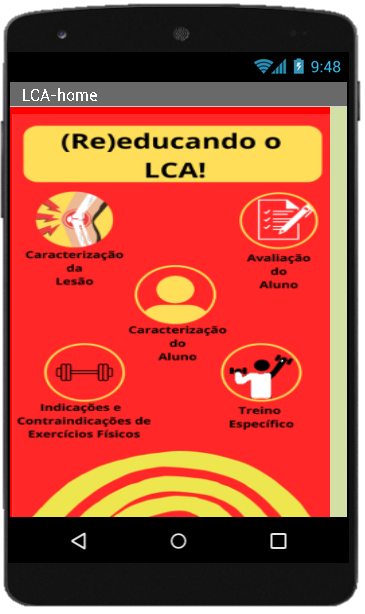 9:48
LCA-home
(Re)educando o
LCA!
Caracterização
da
Lesão
Avaliação
do
Aluno
Caracterização
do
Aluno
Indicações e
Contraindicações de
Exercícios Físicos
Treino
Específico